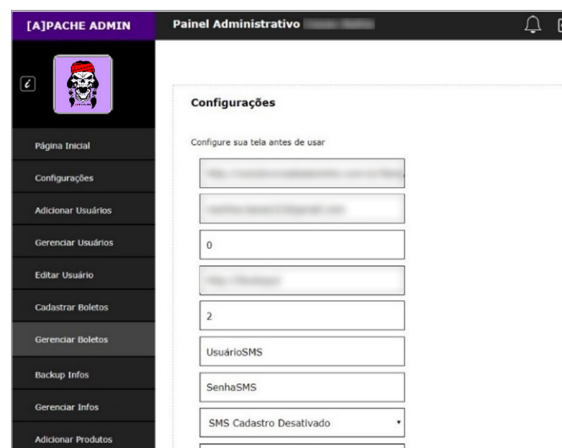 [A]PACHE ADMIN
Painel Administrativo
i
Página Inicial
Configurações
Adicionar Usuários
Gerenciar Usuários
Editar Usuário
Cadastrar Boletos
Gerenciar Boletos
Backup Infos
Gerenciar Infos
Adicionar Produtos
Configurações
Configure sua tela antes de usar
0
2
UsuárioSMS
SenhaSMS
SMS Cadastro Desativado